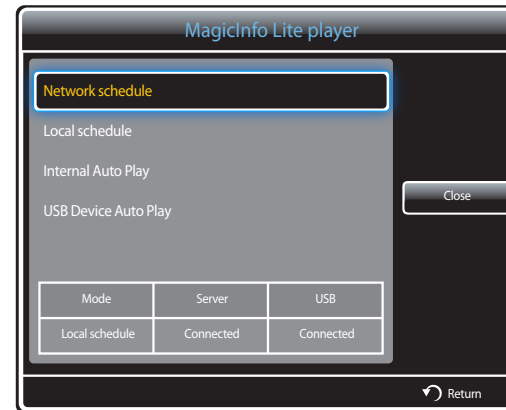 MagicInfo Lite player
Network schedule
Local schedule
Internal Auto Play
USB Device Auto Play
Close
Mode Server USB
Local schedule Connected Connected
Return